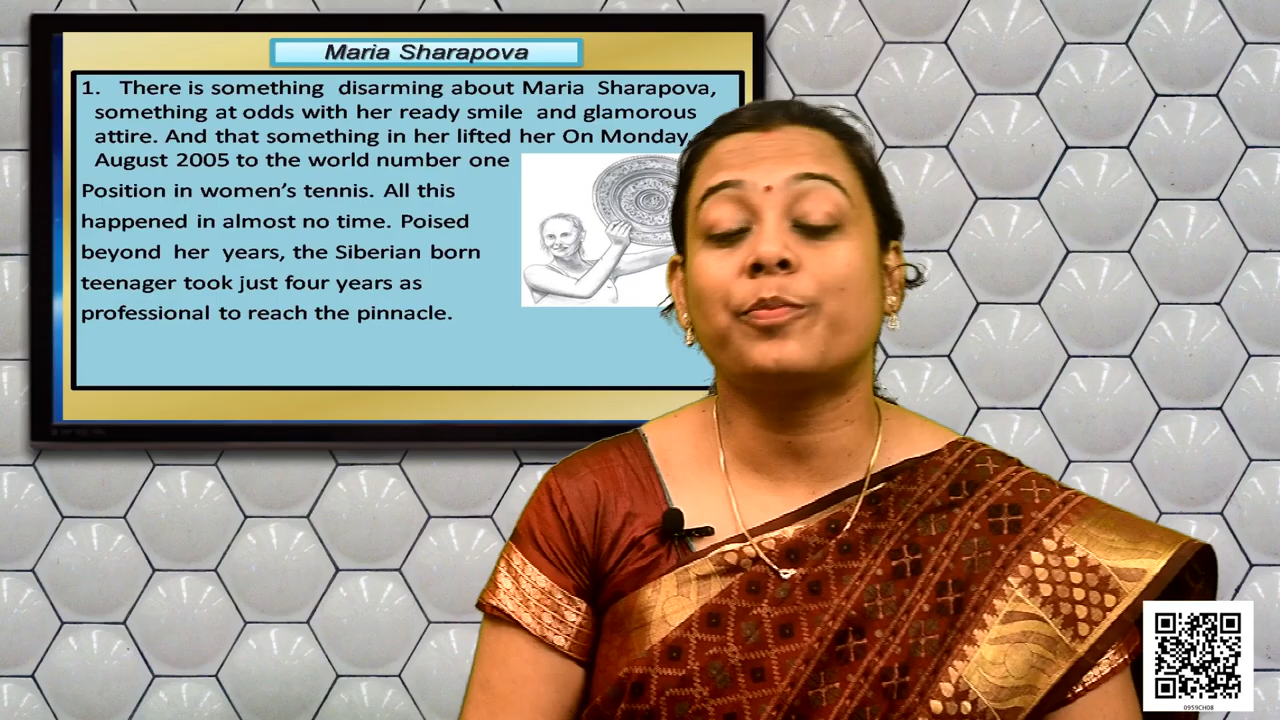 Maria Sharapova
1. There is something disarming about Maria Sharapova,
something at odds with her ready smile and glamorous
attire. And that something in her lifted her On Monday,
August 2005 to the world number one
Position in women's tennis. All this
happened in almost no time. Poised
beyond her years, the Siberian born
teenager took just four years as
professional to reach the pinnacle.
0959CH08